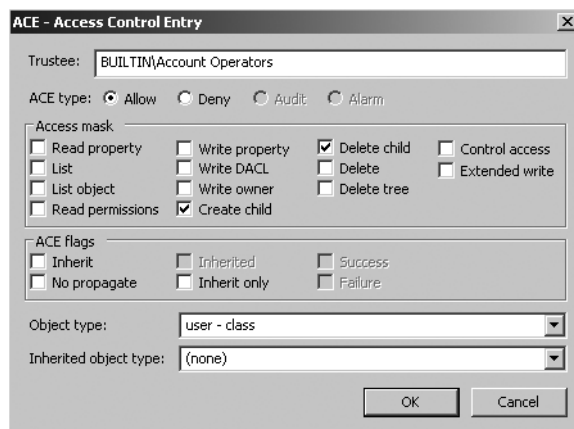 ACE - Access Control Entry
Trustee: BUILTIN\Account Operators
ACE type: Allow Deny Audit Alarm
Access mask
Read property Write property Delete child Control access
List Write DACL Delete Extended write
List object Write owner Delete tree
Read permissions Create child
ACE flags
Inherit Inherited Success
No propagate Inherit only Failure
Object type: user - class
Inherited object type: (none)
OK Cancel